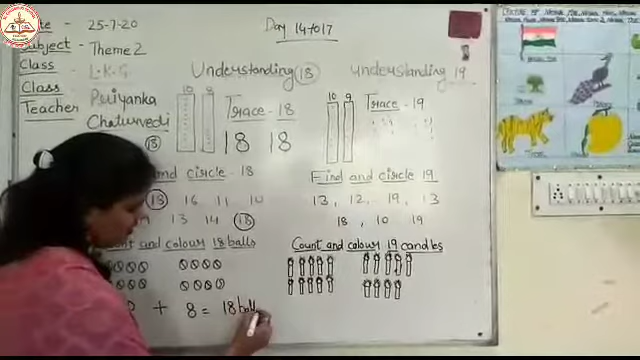 Date - 25-7-20
Subject - Theme 2
Class - L.K.G
Class
Teacher - Priyanka
Chaturvedi
Day 14 to 17
Understanding 18
understanding 19
10 8
Trace - 18
18 18
10 9
Trace - 19
18
and circle - 18
18 16 11 10
19 13 14 18
Find and circle 19
13, 12, 19, 13
18, 10 19
Count and colour 18 balls
+ 8 = 18 balls
Count and colour 19 candles